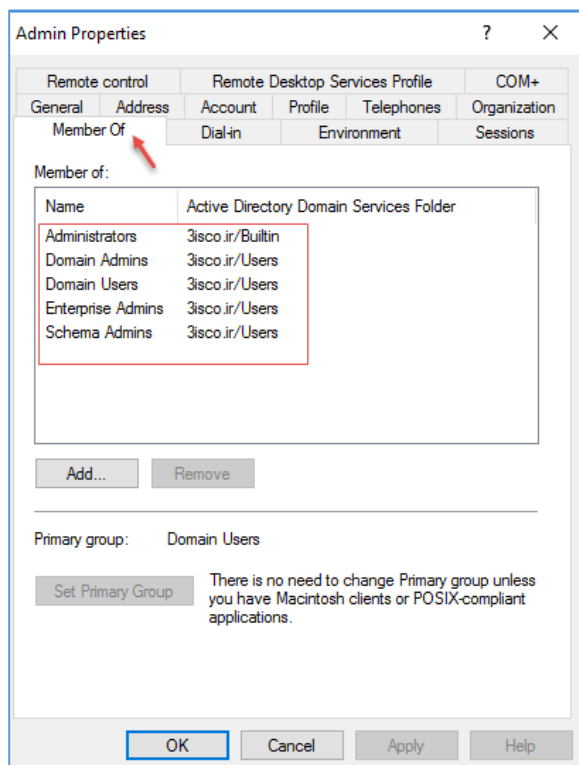 Admin Properties ?
Remote control Remote Desktop Services Profile COM+
General Address Account Profile Telephones Organization
Member Of Dial-in Environment Sessions
Member of:
Name Active Directory Domain Services Folder
Administrators 3isco.ir/Builtin
Domain Admins 3isco.ir/Users
Domain Users 3isco.ir/Users
Enterprise Admins 3isco.ir/Users
Schema Admins 3isco.ir/Users
Add... Remove
Primary group: Domain Users
Set Primary Group There is no need to change Primary group unless
you have Macintosh clients or POSIX-compliant
applications.
OK Cancel Apply Help